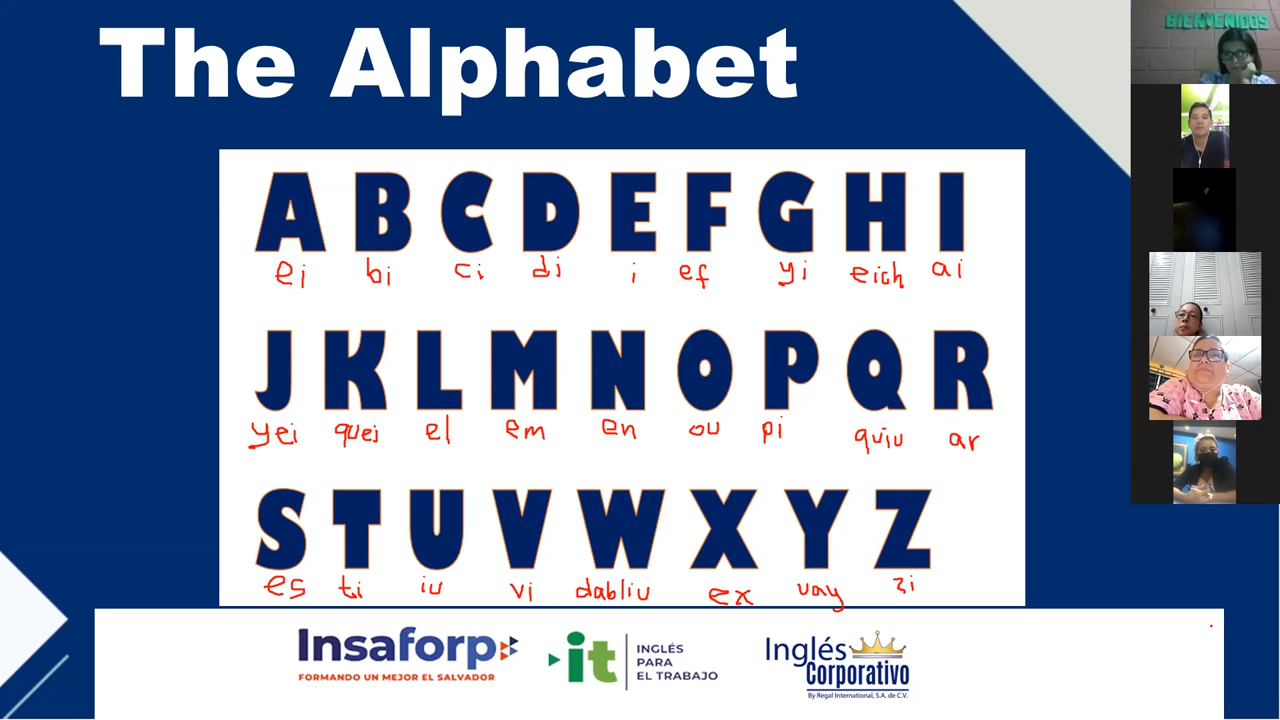 The Alphabet
BIENVENIDOS
A B C D E F G H I
ei bi ci di i ef yi eich ai
J K L M N O P Q R
yei quei el em en ou pi quiu ar
S T U V W X Y Z
es ti iu vi dabliu ex uay zi
Insaforp
FORMANDO UN MEJOR EL SALVADOR
it
INGLÉS
PARA
EL TRABAJO
Inglés
Corporativo
By Regal International, S.A. de C.V.